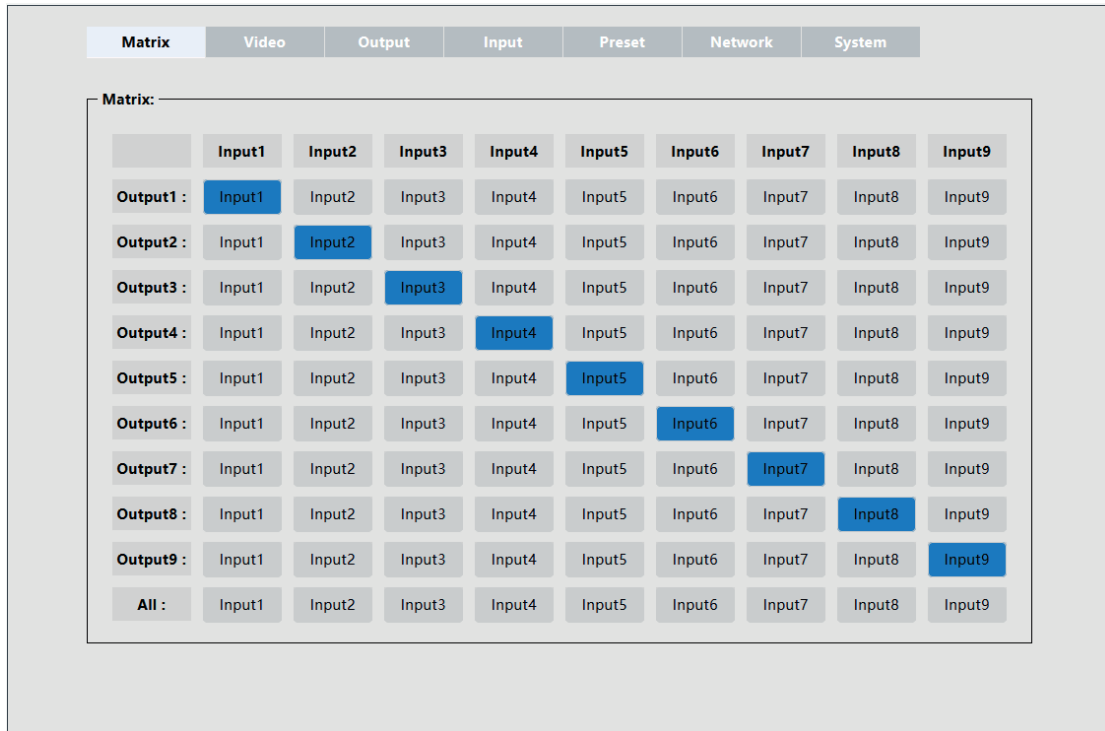 Matrix Video Output Input Preset Network System
Matrix:
Input1 Input2 Input3 Input4 Input5 Input6 Input7 Input8 Input9
Output1 : Input1 Input2 Input3 Input4 Input5 Input6 Input7 Input8 Input9
Output2 : Input1 Input2 Input3 Input4 Input5 Input6 Input7 Input8 Input9
Output3 : Input1 Input2 Input3 Input4 Input5 Input6 Input7 Input8 Input9
Output4 : Input1 Input2 Input3 Input4 Input5 Input6 Input7 Input8 Input9
Output5 : Input1 Input2 Input3 Input4 Input5 Input6 Input7 Input8 Input9
Output6 : Input1 Input2 Input3 Input4 Input5 Input6 Input7 Input8 Input9
Output7 : Input1 Input2 Input3 Input4 Input5 Input6 Input7 Input8 Input9
Output8 : Input1 Input2 Input3 Input4 Input5 Input6 Input7 Input8 Input9
Output9 : Input1 Input2 Input3 Input4 Input5 Input6 Input7 Input8 Input9
All : Input1 Input2 Input3 Input4 Input5 Input6 Input7 Input8 Input9